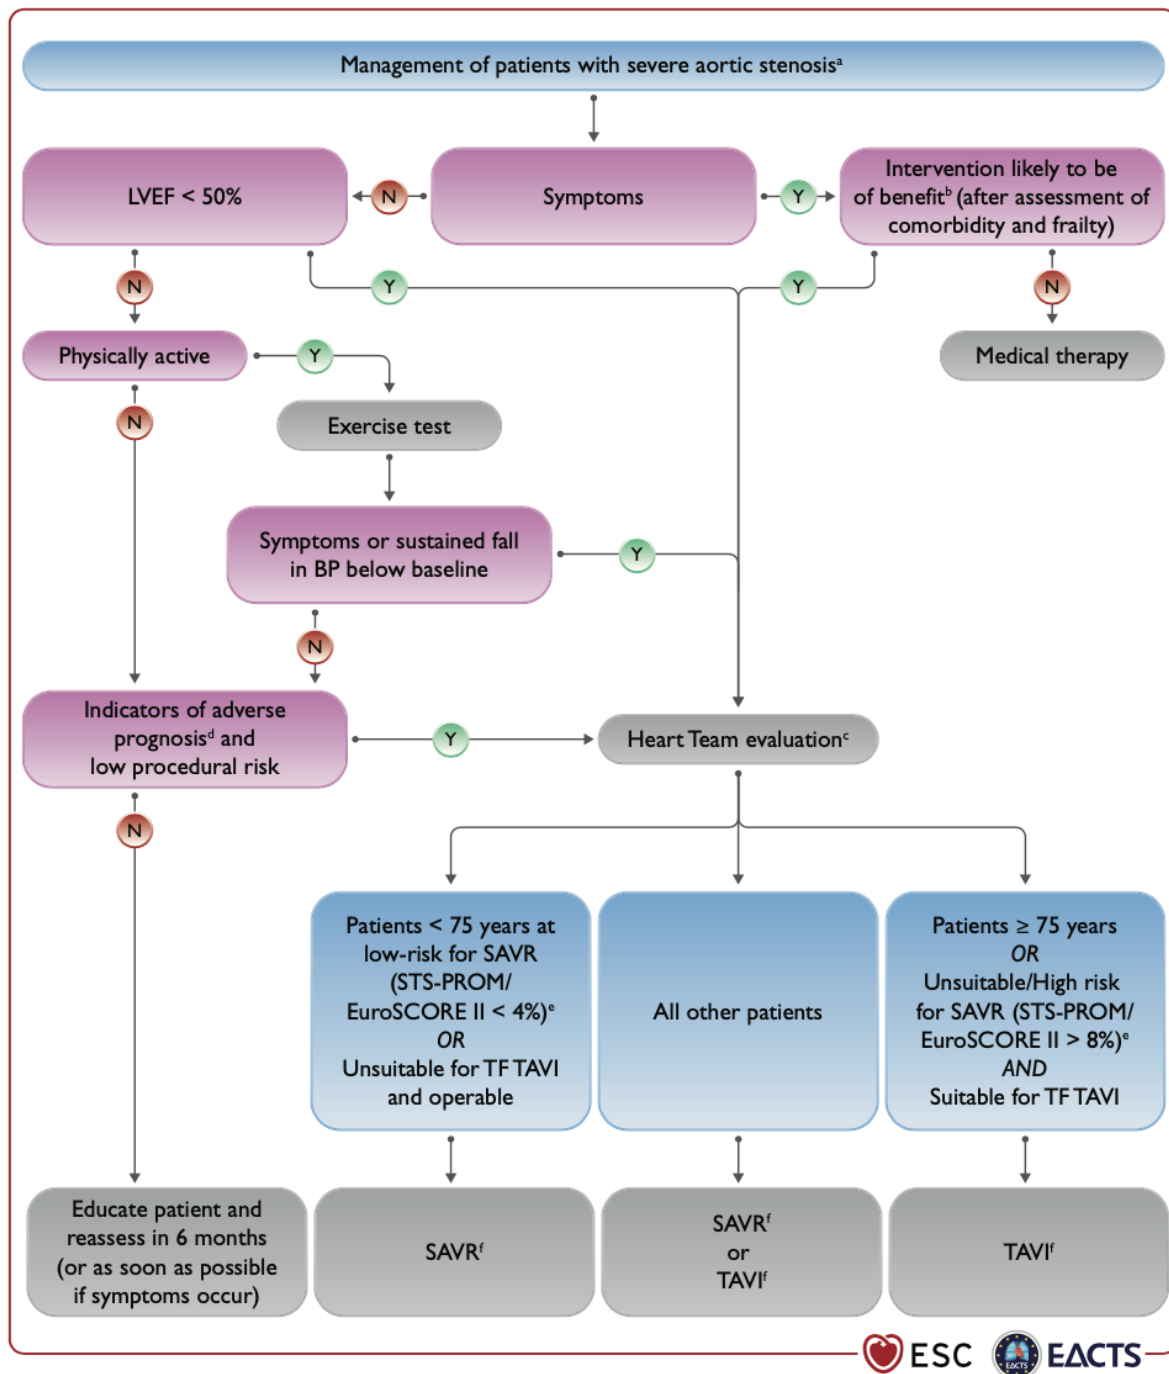 Management of patients with severe aortic stenosisᵃ
LVEF < 50%
N
Symptoms
Y
Intervention likely to be
of benefitᵇ (after assessment of
comorbidity and frailty)
N
Y
Y
N
Physically active
Y
Medical therapy
N
Exercise test
Symptoms or sustained fall
in BP below baseline
Y
N
Indicators of adverse
prognosisᵈ and
low procedural risk
Y
Heart Team evaluationᶜ
N
Patients < 75 years at
low-risk for SAVR
(STS-PROM/
EuroSCORE II < 4%)ᵉ
OR
Unsuitable for TF TAVI
and operable
All other patients
Patients ≥ 75 years
OR
Unsuitable/High risk
for SAVR (STS-PROM/
EuroSCORE II > 8%)ᵉ
AND
Suitable for TF TAVI
Educate patient and
reassess in 6 months
(or as soon as possible
if symptoms occur)
SAVRᶠ
SAVRᶠ
or
TAVIᶠ
TAVIᶠ
ESC
EACTS
EΔCTS